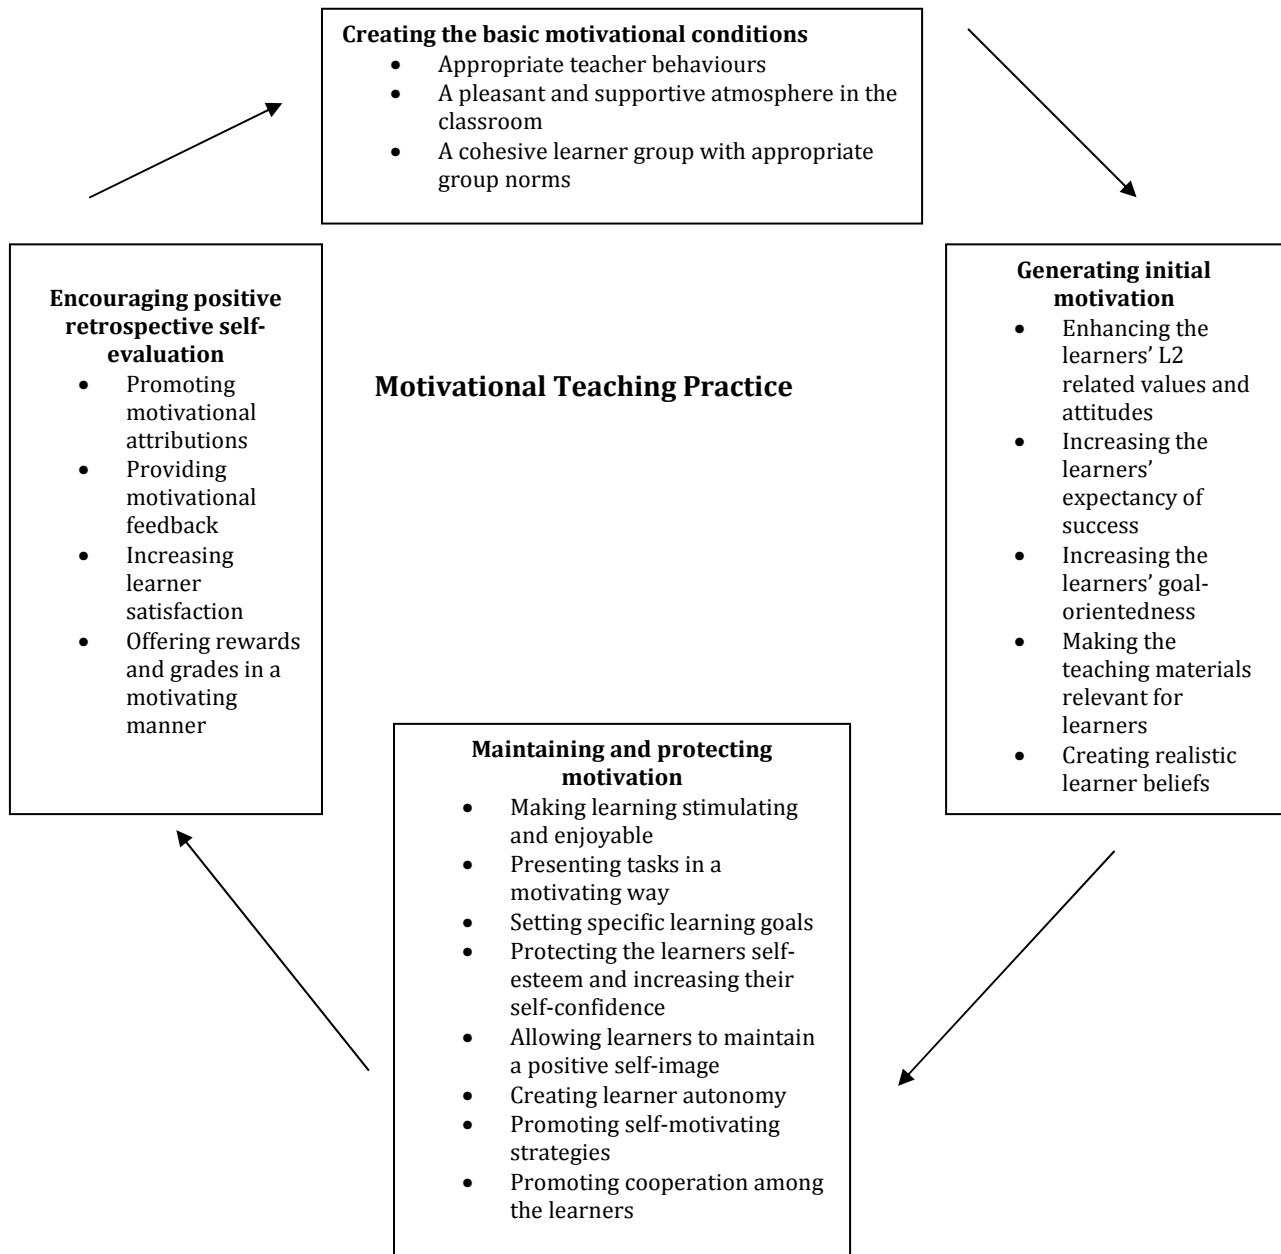 Creating the basic motivational conditions
• Appropriate teacher behaviours
• A pleasant and supportive atmosphere in the
classroom
• A cohesive learner group with appropriate
group norms
Encouraging positive
retrospective self-
evaluation
• Promoting
motivational
attributions
• Providing
motivational
feedback
• Increasing
learner
satisfaction
• Offering rewards
and grades in a
motivating
manner
Motivational Teaching Practice
Generating initial
motivation
• Enhancing the
learners’ L2
related values and
attitudes
• Increasing the
learners’
expectancy of
success
• Increasing the
learners’ goal-
orientedness
• Making the
teaching materials
relevant for
learners
• Creating realistic
learner beliefs
Maintaining and protecting
motivation
• Making learning stimulating
and enjoyable
• Presenting tasks in a
motivating way
• Setting specific learning goals
• Protecting the learners self-
esteem and increasing their
self-confidence
• Allowing learners to maintain
a positive self-image
• Creating learner autonomy
• Promoting self-motivating
strategies
• Promoting cooperation among
the learners